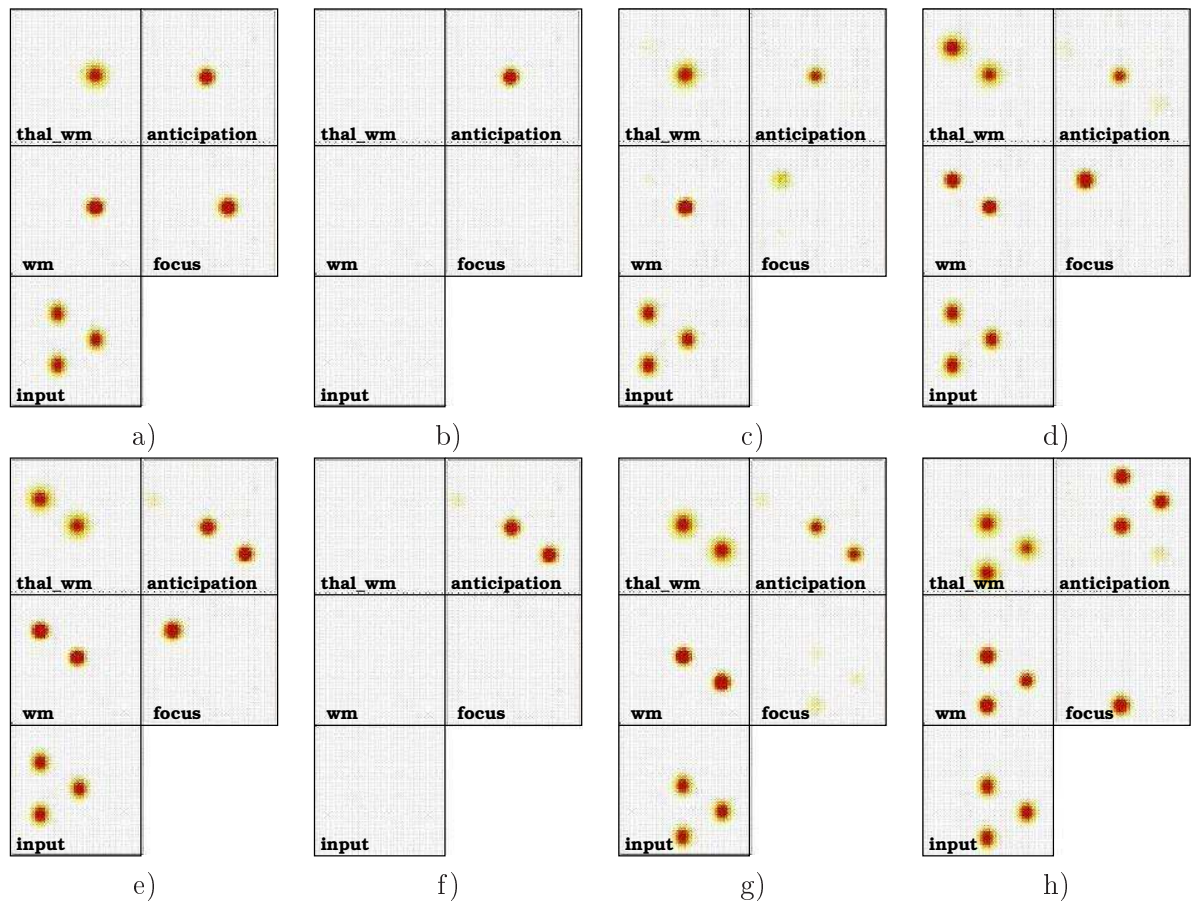 thal_wm anticipation thal_wm anticipation thal_wm anticipation thal_wm anticipation
wm focus wm focus wm focus wm focus
input input input input
a) b) c) d)
thal_wm anticipation thal_wm anticipation thal_wm anticipation thal_wm anticipation
wm focus wm focus wm focus wm focus
input input input input
e) f) g) h)